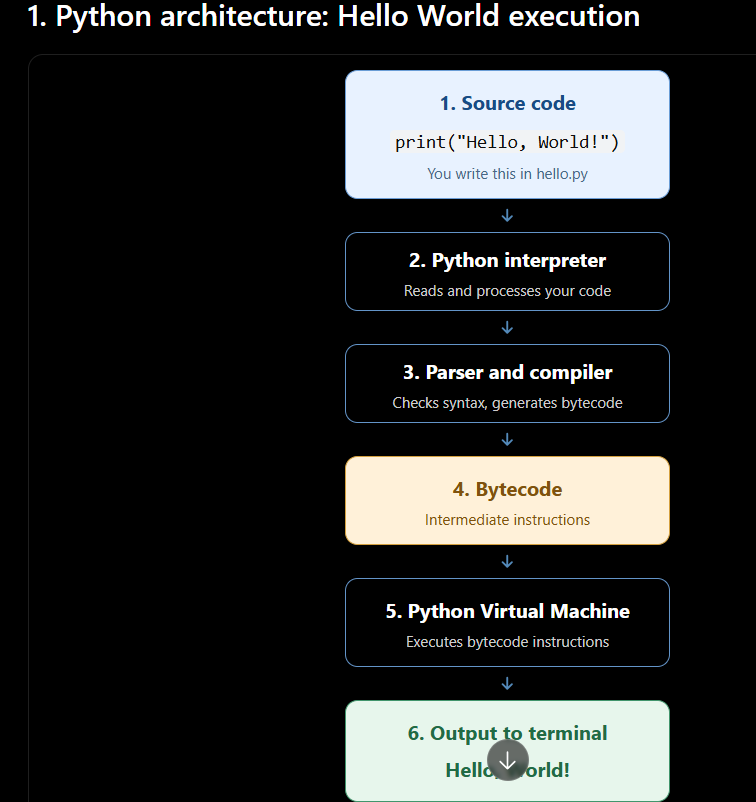 1. Python architecture: Hello World execution
1. Source code
print("Hello, World!")
You write this in hello.py
2. Python interpreter
Reads and processes your code
3. Parser and compiler
Checks syntax, generates bytecode
4. Bytecode
Intermediate instructions
5. Python Virtual Machine
Executes bytecode instructions
6. Output to terminal
Hello, World!